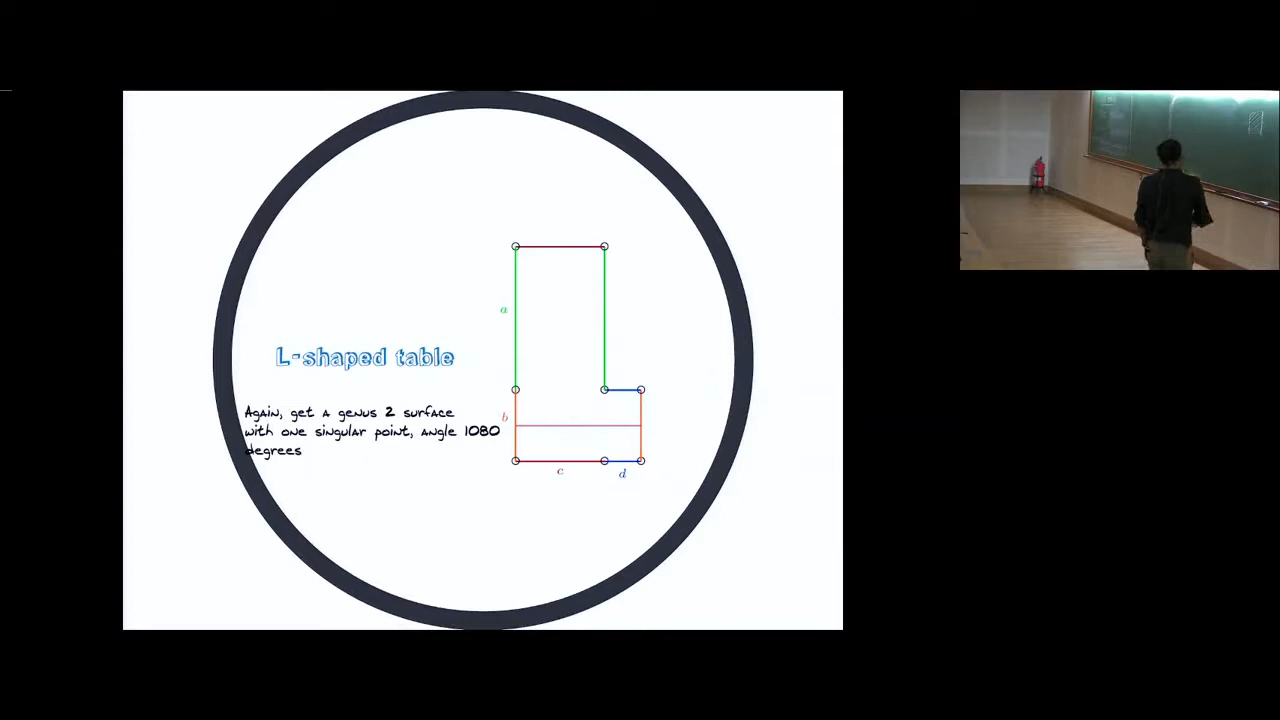 L-shaped table
Again, get a genus 2 surface
with one singular point, angle 1080
degrees
a
b
c
d